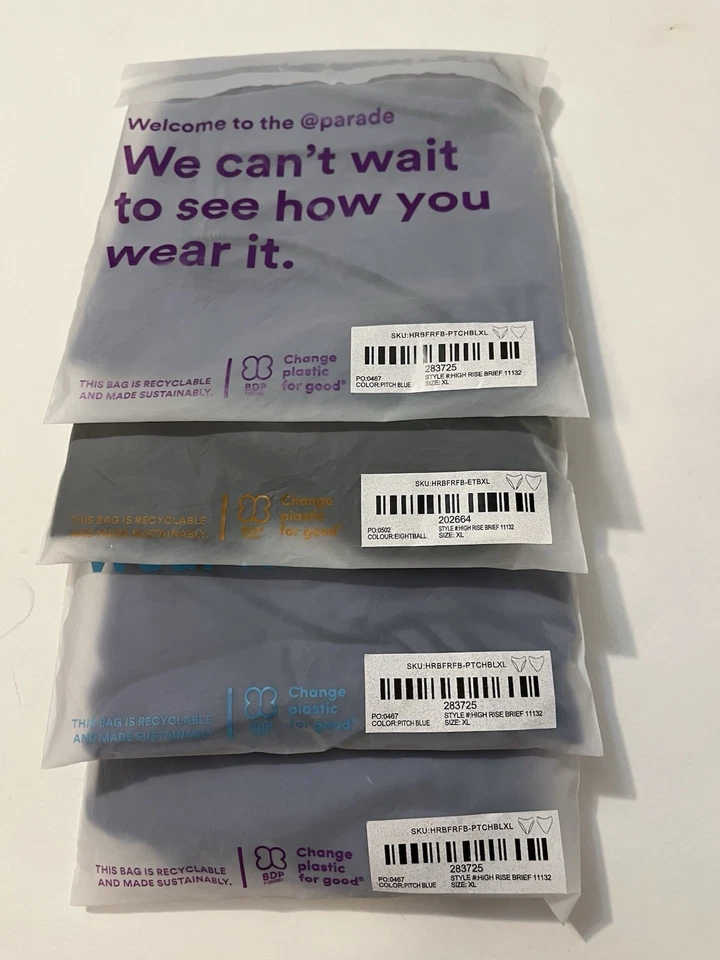 Welcome to the @parade
We can't wait
to see how you
wear it.
THIS BAG IS RECYCLABLE
AND MADE SUSTAINABLY.
BDP
Change
plastic
for good®
SKU:HRBFRFB-PTCHBLXL
283725
PO:0467
STYLE #:HIGH RISE BRIEF 11132
COLOR:PITCH BLUE
SIZE: XL
THIS BAG IS RECYCLABLE
AND MADE SUSTAINABLY.
Change
plastic
for good®
SKU:HRBFRFB-ETBXL
202664
PO:0502
STYLE #:HIGH RISE BRIEF 11132
COLOUR:EIGHTBALL
SIZE: XL
THIS BAG IS RECYCLABLE
AND MADE SUSTAINABLY.
BDP
Change
plastic
for good®
SKU:HRBFRFB-PTCHBLXL
283725
PO:0467
STYLE #:HIGH RISE BRIEF 11132
COLOR:PITCH BLUE
SIZE: XL
THIS BAG IS RECYCLABLE
AND MADE SUSTAINABLY.
BDP
Change
plastic
for good®
SKU:HRBFRFB-PTCHBLXL
283725
PO:0467
STYLE #:HIGH RISE BRIEF 11132
COLOR:PITCH BLUE
SIZE: XL